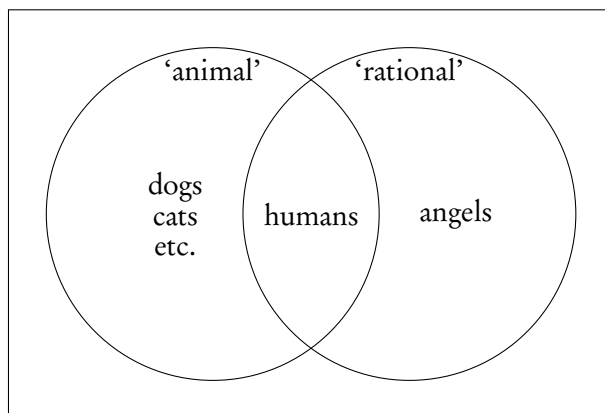 ‘animal’ ‘rational’
dogs
cats
etc.
humans
angels